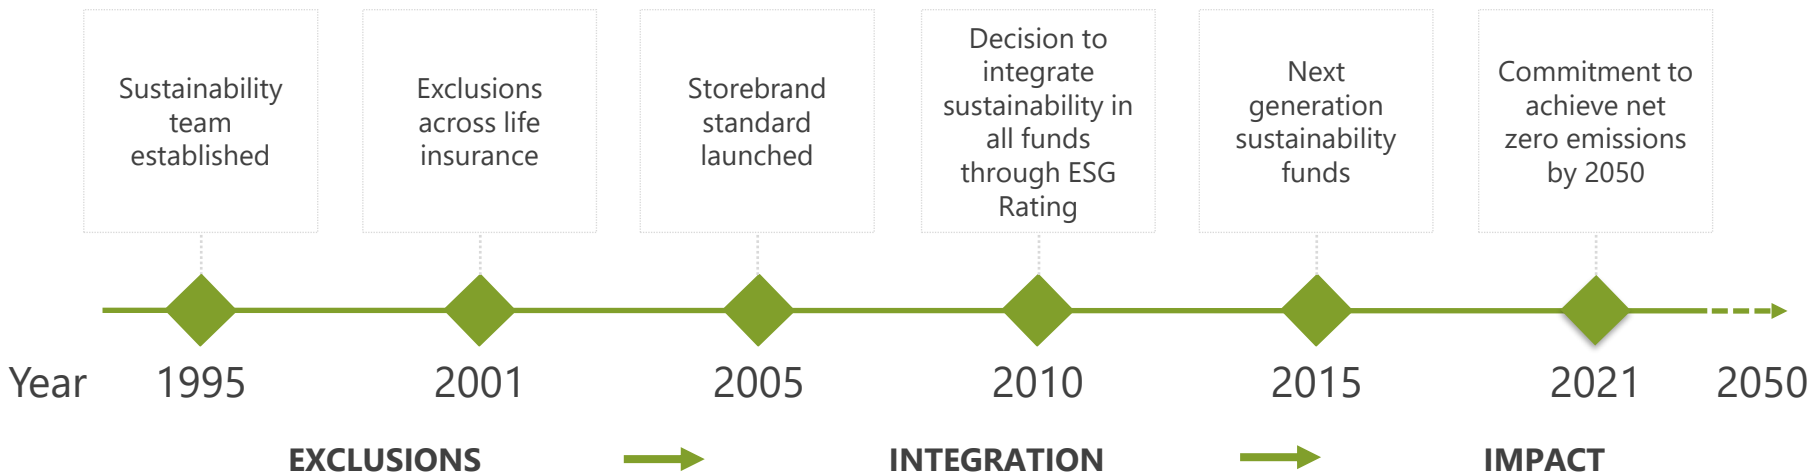 Sustainability
team
established
Exclusions
across life
insurance
Storebrand
standard
launched
Decision to
integrate
sustainability in
all funds
through ESG
Rating
Next
generation
sustainability
funds
Commitment to
achieve net
zero emissions
by 2050
Year 1995 2001 2005 2010 2015 2021 2050
EXCLUSIONS INTEGRATION IMPACT